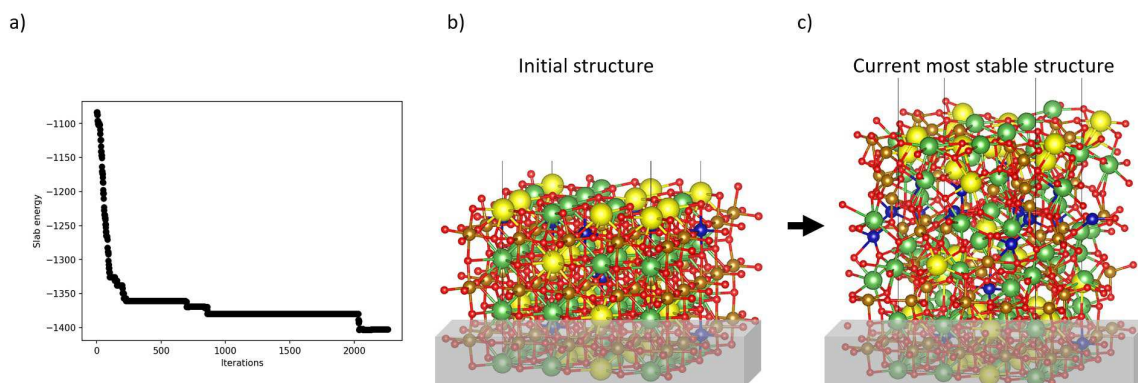 a)
b)
c)
Initial structure
Current most stable structure
−1100
−1150
−1200
−1250
−1300
−1350
−1400
Slab energy
0
500
1000
1500
2000
Iterations